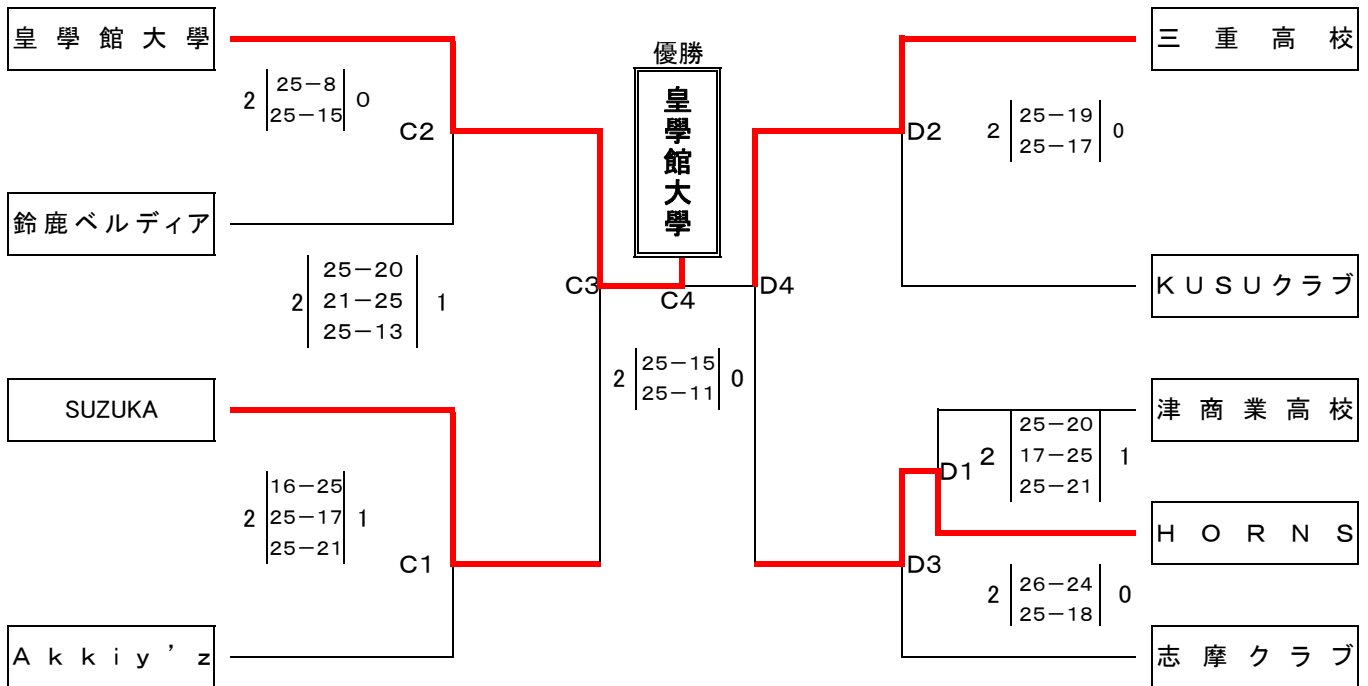 皇學館大學
2 25－8 0
25－15
C2
鈴鹿ベルディア
2 25－20 1
21－25
25－13
C3
SUZUKA
2 16－25 1
25－17
25－21
C1
Akkiy’z
優勝
皇學館大學
C4
2 25－15 0
25－11
D4
三重高校
D2
2 25－19 0
25－17
KUSUクラブ
津商業高校
D1
2 25－20 1
17－25
25－21
HORNS
D3
2 26－24 0
25－18
志摩クラブ